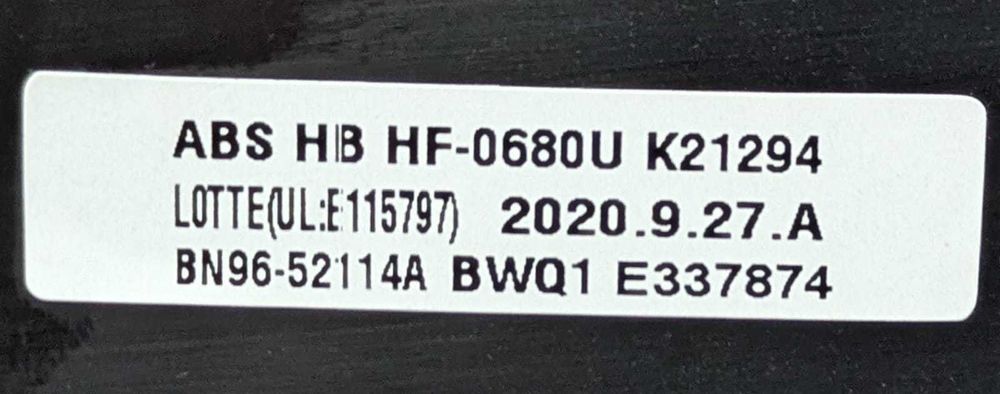 ABS HB HF-0680U K21294
LOTTE(UL:E115797) 2020.9.27.A
BN96-52114A BWQ1 E337874